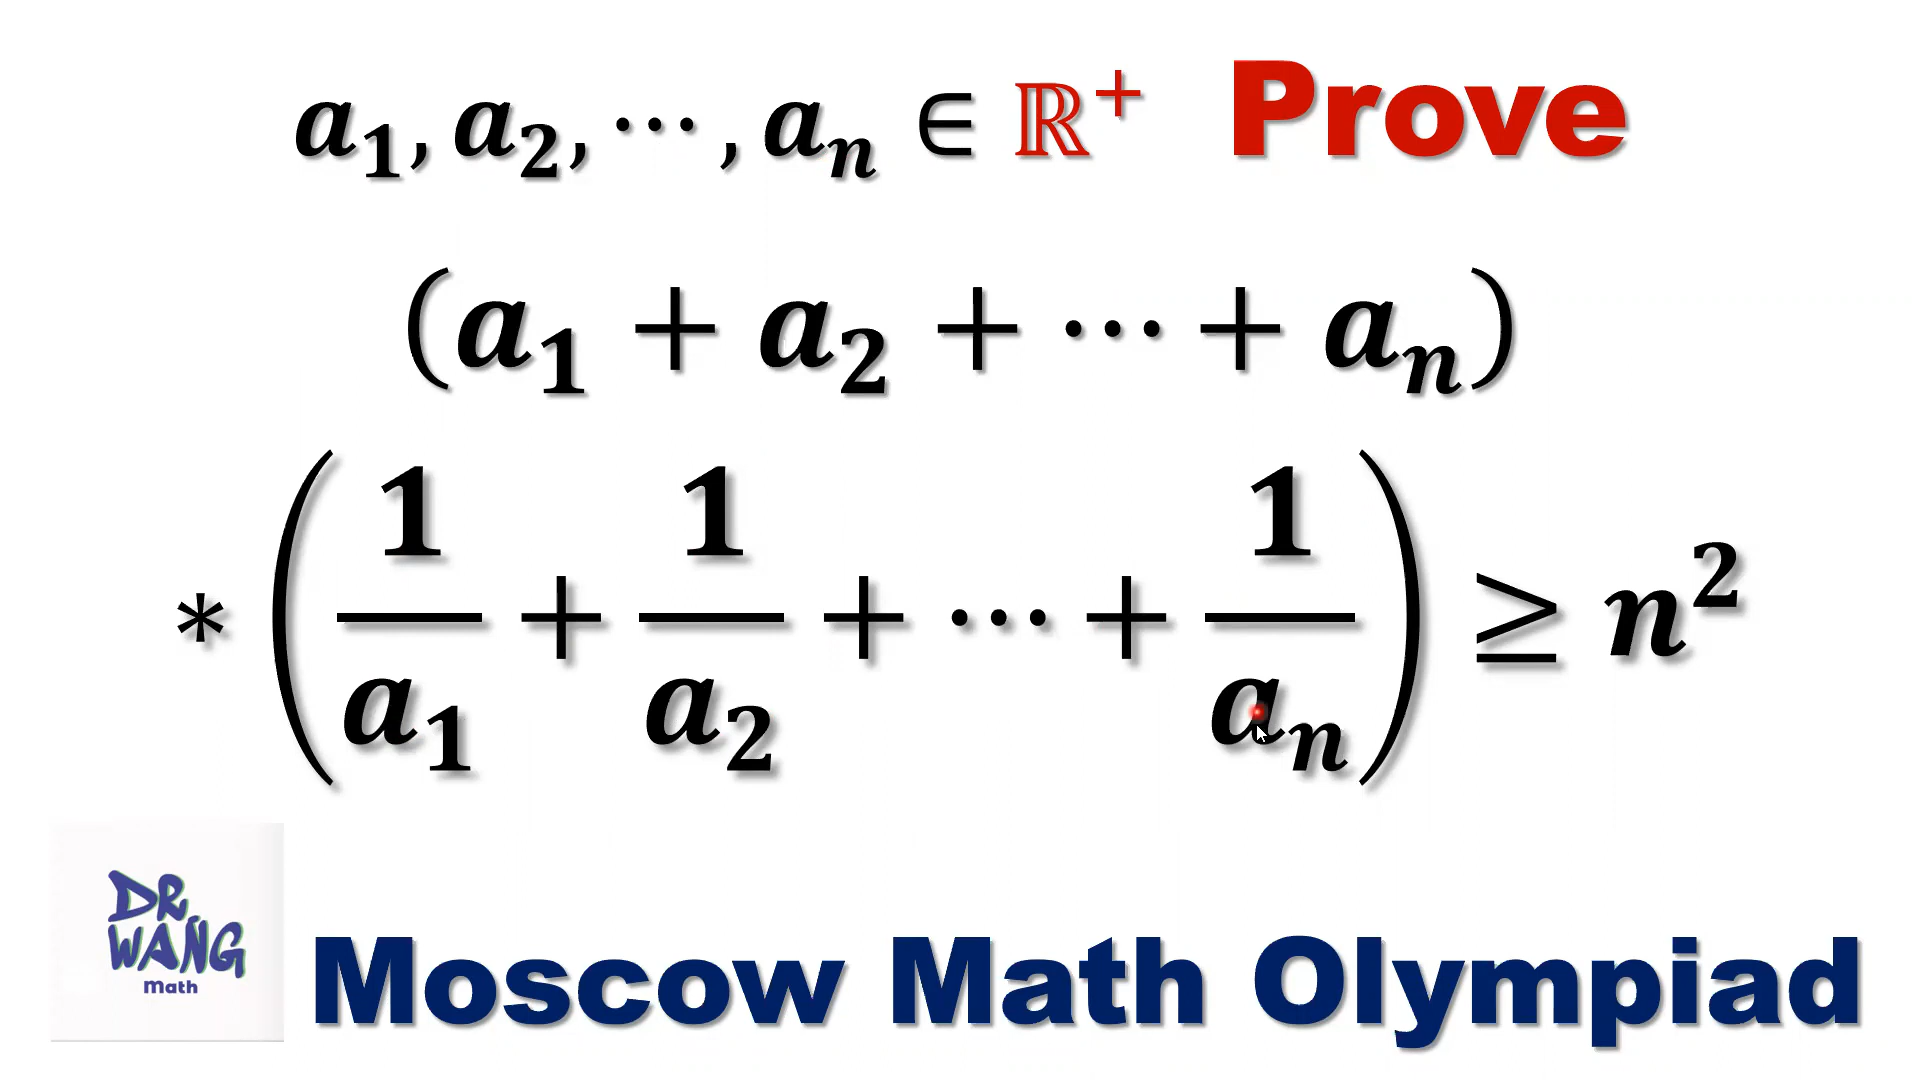 a₁, a₂, ⋯, aₙ ∈ ℝ⁺ Prove
(a₁ + a₂ + ⋯ + aₙ)
* (1/a₁ + 1/a₂ + ⋯ + 1/aₙ) ≥ n²
DR
WANG
Math
Moscow Math Olympiad